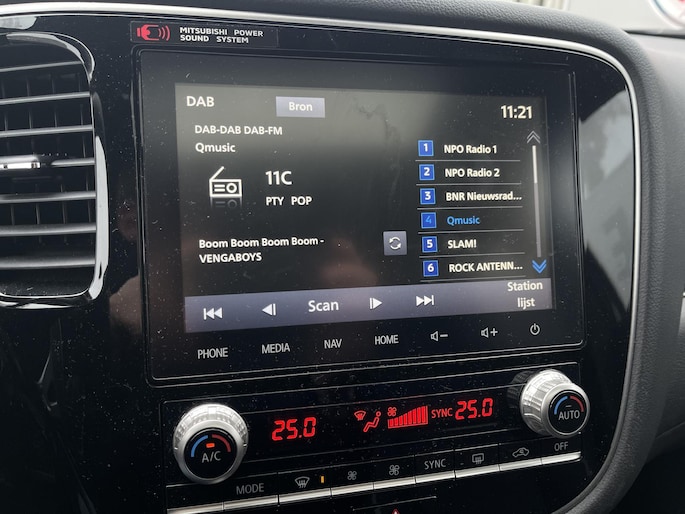 MITSUBISHI POWER
SOUND SYSTEM
DAB
Bron
11:21
DAB-DAB DAB-FM
Qmusic
11C
PTY POP
Boom Boom Boom Boom -
VENGABOYS
1 NPO Radio 1
2 NPO Radio 2
3 BNR Nieuwsrad...
4 Qmusic
5 SLAM!
6 ROCK ANTENN...
Scan
Station
lijst
PHONE
MEDIA
NAV
HOME
25.0
SYNC 25.0
A/C
AUTO
MODE
SYNC
OFF